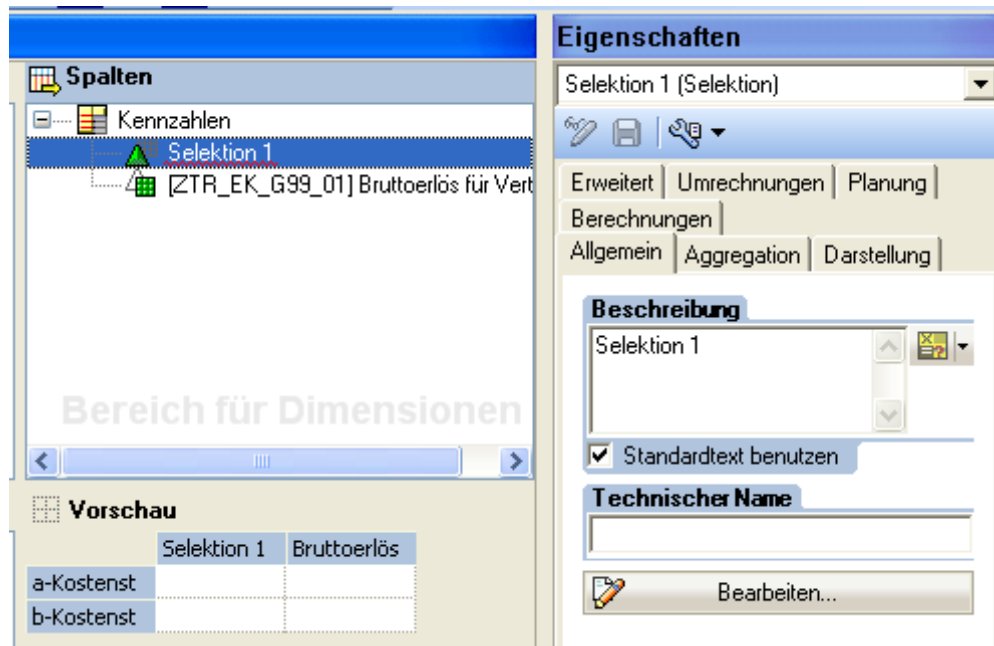 Spalten
Kennzahlen
Selektion 1
[ZTR_EK_G99_01] Bruttoerlös für Vert
Bereich für Dimensionen
Vorschau
Selektion 1 Bruttoerlös
a-Kostenst
b-Kostenst
Eigenschaften
Selektion 1 (Selektion)
Erweitert Umrechnungen Planung
Berechnungen
Allgemein Aggregation Darstellung
Beschreibung
Selektion 1
Standardtext benutzen
Technischer Name
Bearbeiten...